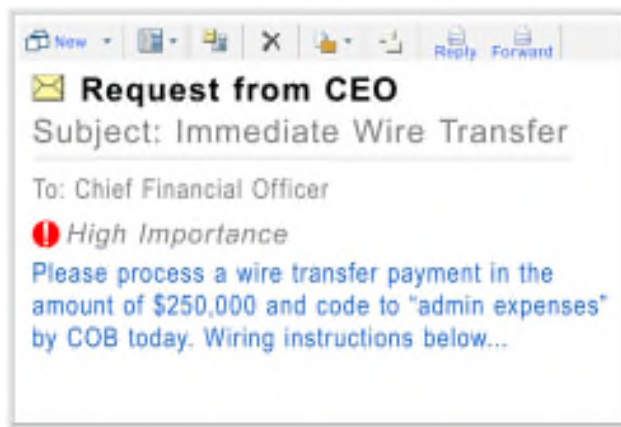 New
Reply Forward
Request from CEO
Subject: Immediate Wire Transfer
To: Chief Financial Officer
High Importance
Please process a wire transfer payment in the
amount of $250,000 and code to “admin expenses”
by COB today. Wiring instructions below...